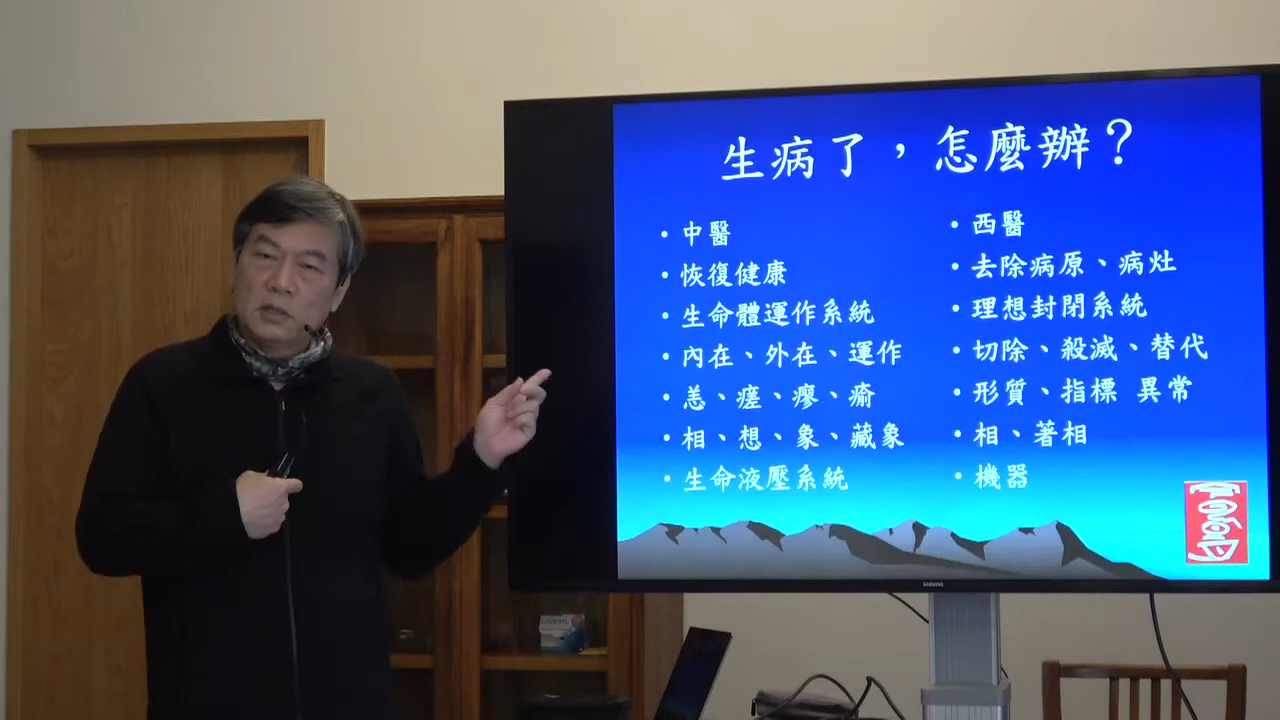 生病了，怎麼辦？
・中醫
・恢復健康
・生命體運作系統
・內在、外在、運作
・恙、瘥、瘳、瘉
・相、想、象、藏象
・生命液壓系統
・西醫
・去除病原、病灶
・理想封閉系統
・切除、殺滅、替代
・形質、指標 異常
・相、著相
・機器
SAMSUNG